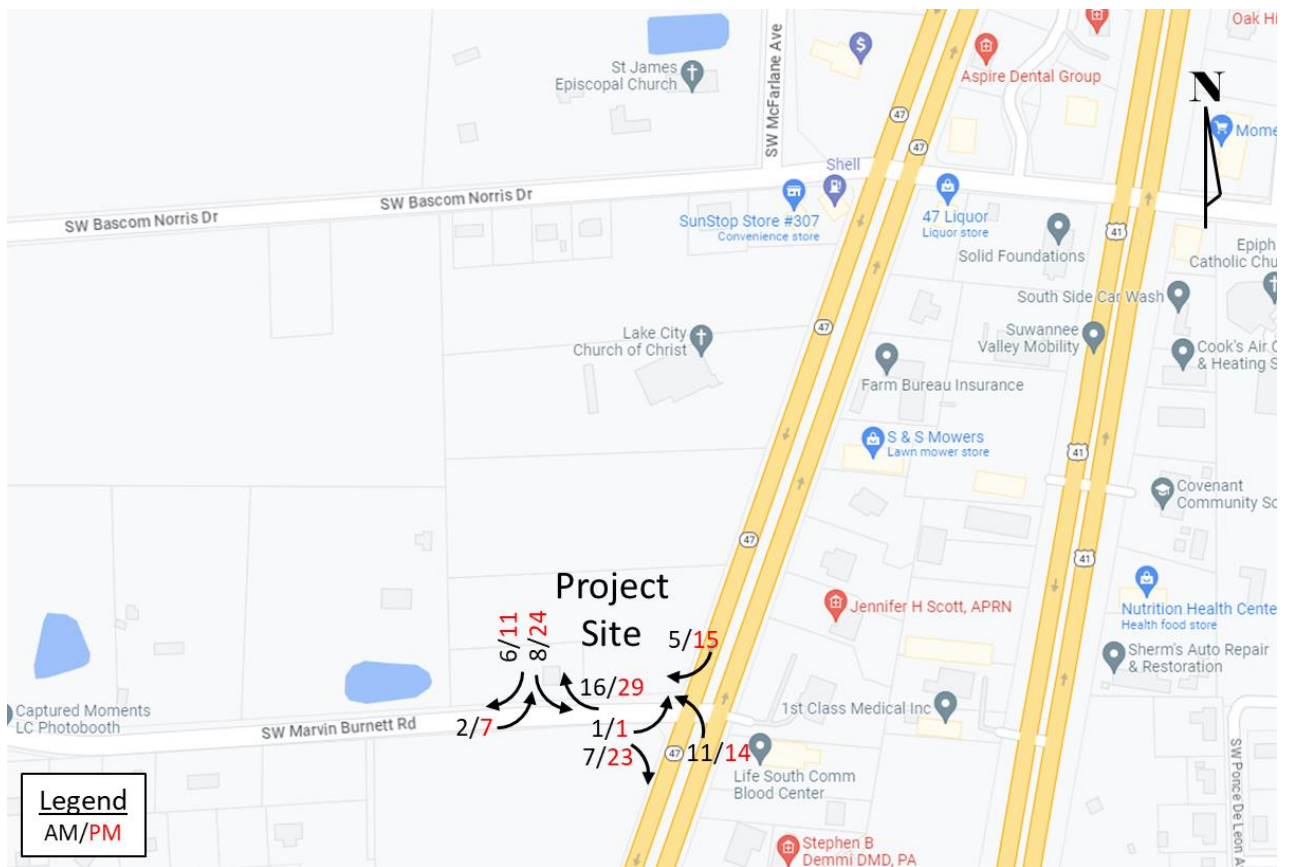 Oak Hi
St James
Episcopal Church
SW McFarlane Ave
Aspire Dental Group
N
47
47
Mome
Shell
SW Bascom Norris Dr
SW Bascom Norris Dr
SunStop Store #307
Convenience store
47 Liquor
Liquor store
41
Solid Foundations
Epiph
Catholic Chu
South Side Car Wash
47
Lake City
Church of Christ
Suwannee
Valley Mobility
Cook's Air C
& Heating S
Farm Bureau Insurance
S & S Mowers
Lawn mower store
41
Covenant
Community Sc
47
41
Project
Site
Jennifer H Scott, APRN
Nutrition Health Cente
Health food store
6/11
8/24
5/15
Sherm's Auto Repair
& Restoration
16/29
Captured Moments
LC Photobooth
SW Marvin Burnett Rd
2/7
1/1
7/23
47
11/14
1st Class Medical Inc
Life South Comm
Blood Center
SW Ponce De Leon A
Legend
AM/PM
Stephen B
Demmi DMD, PA